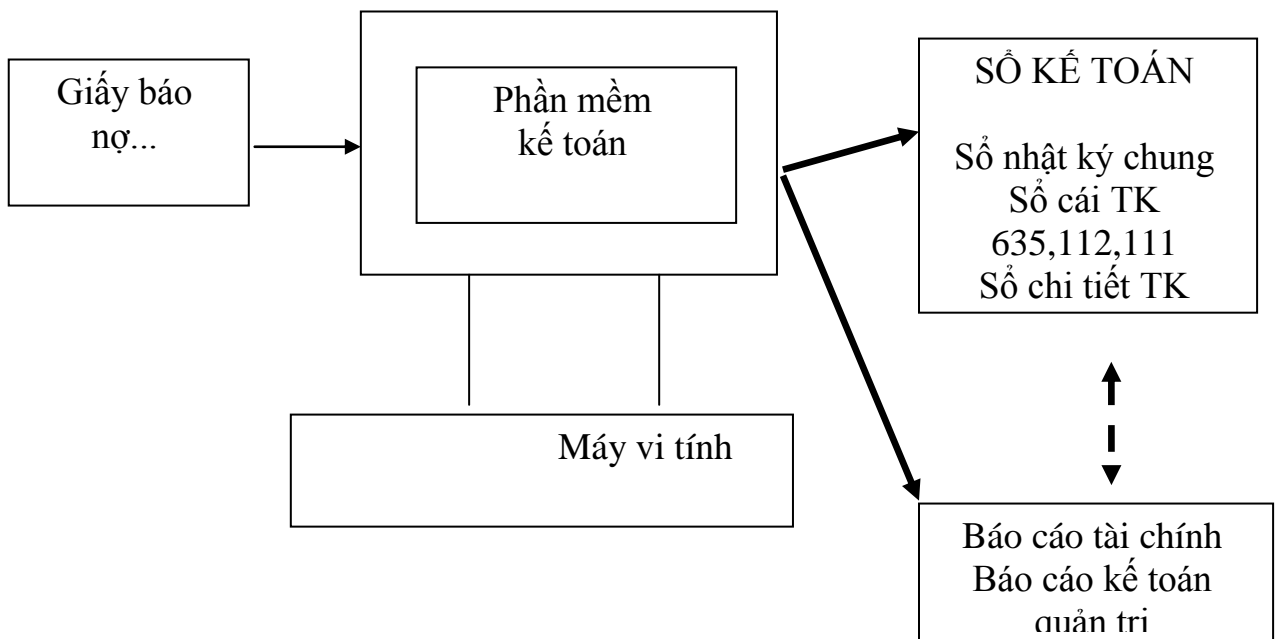 Giấy báo
nợ...
Phần mềm
kế toán
SỔ KẾ TOÁN
Sổ nhật ký chung
Sổ cái TK
635,112,111
Sổ chi tiết TK
Máy vi tính
Báo cáo tài chính
Báo cáo kế toán
quản trị